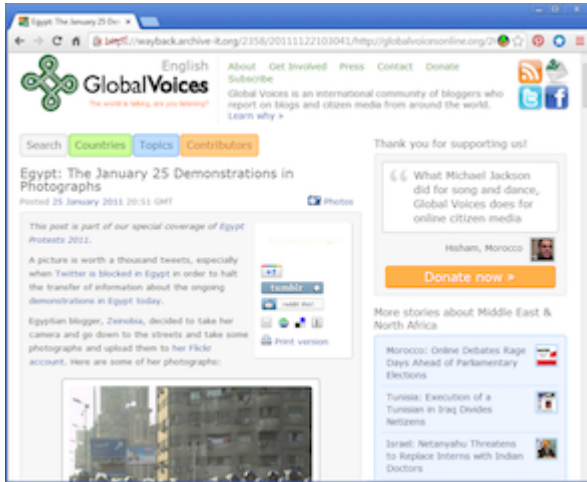 Egypt: The January 25 De
https://wayback.archive-it.org/2358/20111122103041/http://globalvoicesonline.org/20
English
GlobalVoices
The world is talking, are you listening?
About Get Involved Press Contact Donate
Subscribe
Global Voices is an international community of bloggers who
report on blogs and citizen media from around the world.
Learn why »
Search Countries Topics Contributors
Egypt: The January 25 Demonstrations in
Photographs
Posted 25 January 2011 20:51 GMT
Photos
This post is part of our special coverage of Egypt
Protests 2011.
A picture is worth a thousand tweets, especially
when Twitter is blocked in Egypt in order to halt
the transfer of information about the ongoing
demonstrations in Egypt today.
Egyptian blogger, Zeinobia, decided to take her
camera and go down to the streets and take some
photographs and upload them to her Flickr
account. Here are some of her photographs:
+1
tumblr +
reddit this!
Print version
Thank you for supporting us!
What Michael Jackson
did for song and dance,
Global Voices does for
online citizen media
Hisham, Morocco
Donate now »
More stories about Middle East &
North Africa
Morocco: Online Debates Rage
Days Ahead of Parliamentary
Elections
Tunisia: Execution of a
Tunisian in Iraq Divides
Netizens
Israel: Netanyahu Threatens
to Replace Interns with Indian
Doctors